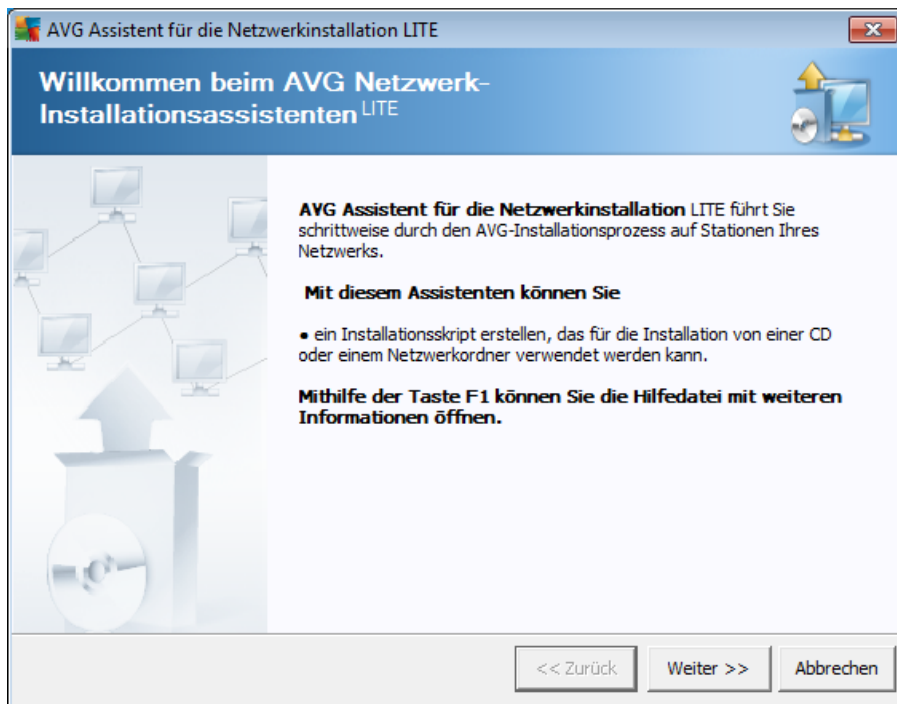 AVG Assistent für die Netzwerkinstallation LITE
Willkommen beim AVG Netzwerk-
Installationsassistenten LITE
AVG Assistent für die Netzwerkinstallation LITE führt Sie
schrittweise durch den AVG-Installationsprozess auf Stationen Ihres
Netzwerks.
Mit diesem Assistenten können Sie
• ein Installationsskript erstellen, das für die Installation von einer CD
oder einem Netzwerkordner verwendet werden kann.
Mithilfe der Taste F1 können Sie die Hilfedatei mit weiteren
Informationen öffnen.
<< Zurück Weiter >> Abbrechen